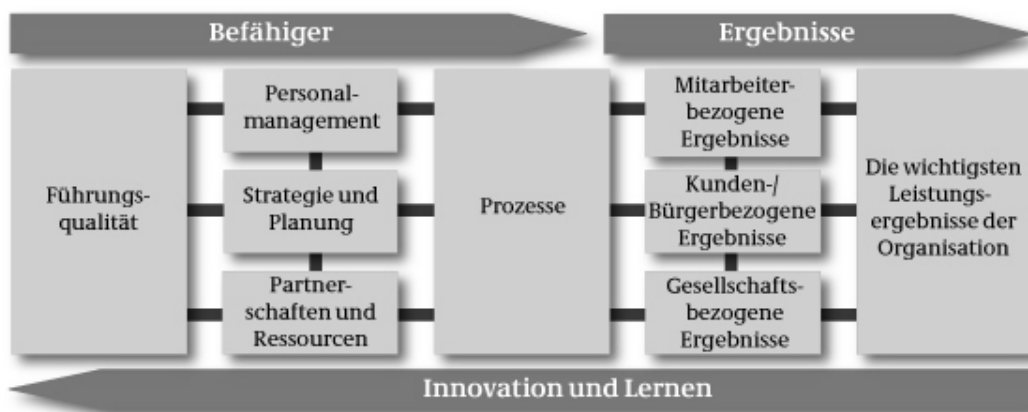 Befähiger
Ergebnisse
Führungs-
qualität
Personal-
management
Strategie und
Planung
Partner-
schaften und
Ressourcen
Prozesse
Mitarbeiter-
bezogene
Ergebnisse
Kunden-/
Bürgerbezogene
Ergebnisse
Gesellschafts-
bezogene
Ergebnisse
Die wichtigsten
Leistungs-
ergebnisse der
Organisation
Innovation und Lernen